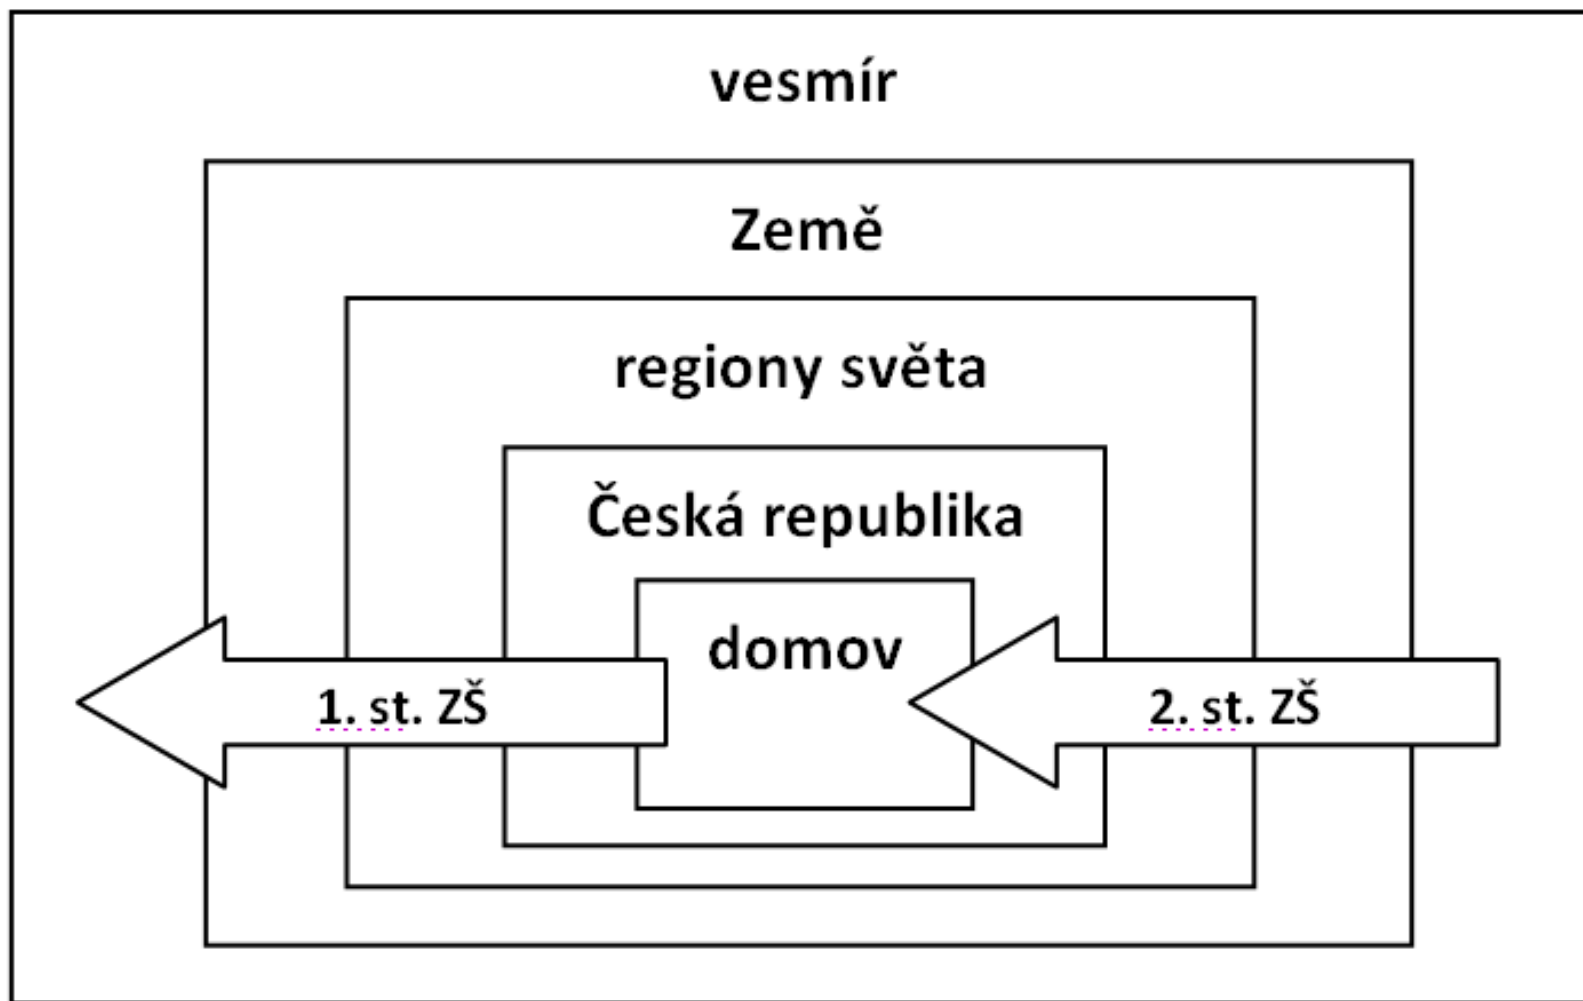 vesmír
Země
regiony světa
Česká republika
domov
1. st. ZŠ
2. st. ZŠ